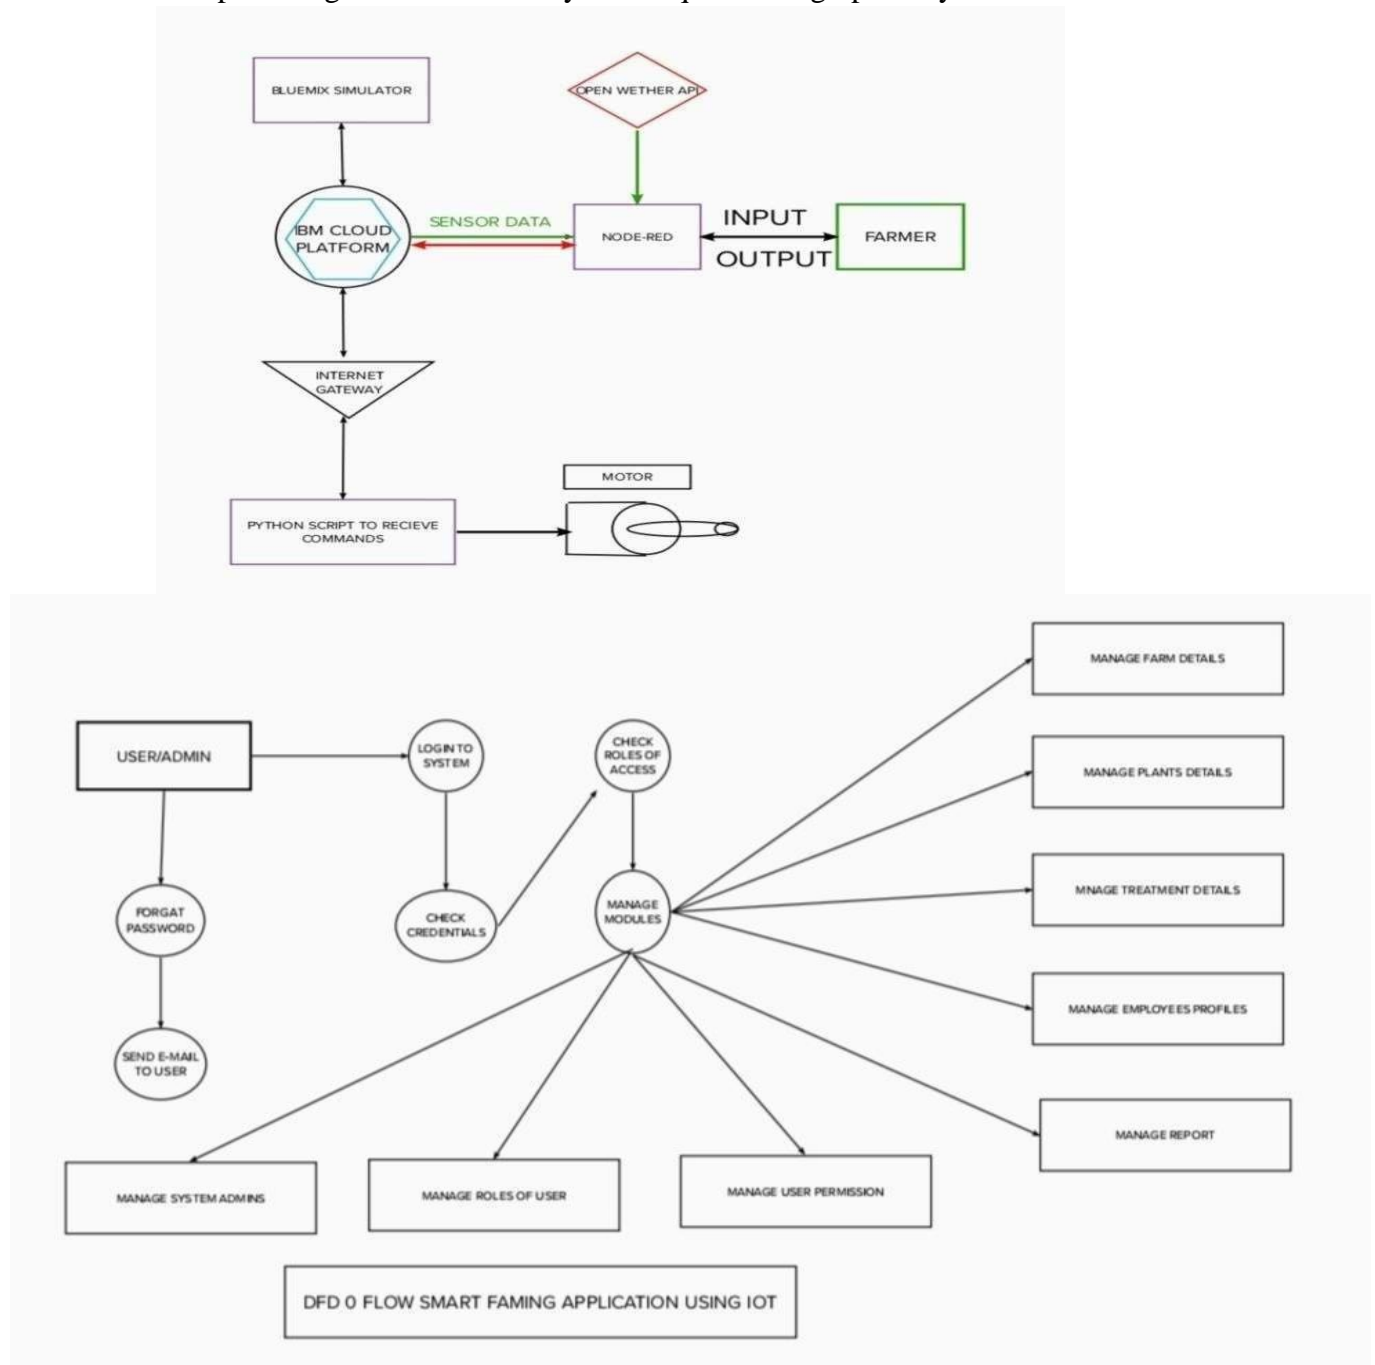 BLUEMIX SIMULATOR
OPEN WETHER API
IBM CLOUD
PLATFORM
SENSOR DATA
NODE-RED
INPUT
OUTPUT
FARMER
INTERNET
GATEWAY
MOTOR
PYTHON SCRIPT TO RECIEVE
COMMANDS
MANAGE FARM DETAILS
USER/ADMIN
LOGIN TO
SYSTEM
CHECK
ROLES OF
ACCESS
MANAGE PLANTS DETAILS
MNAGE TREATMENT DETAILS
FORGAT
PASSWORD
CHECK
CREDENTIALS
MANAGE
MODULES
MANAGE EMPLOYEES PROFILES
SEND E-MAIL
TO USER
MANAGE REPORT
MANAGE SYSTEM ADMINS
MANAGE ROLES OF USER
MANAGE USER PERMISSION
DFD 0 FLOW SMART FAMING APPLICATION USING IOT